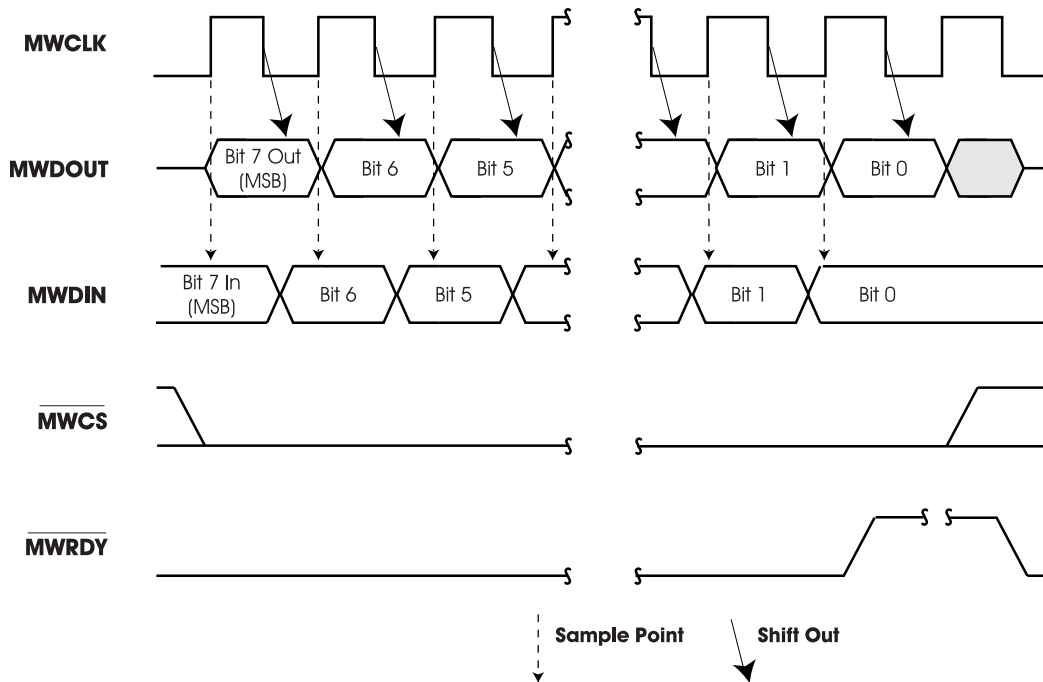 MWCLK
MWDOUT
Bit 7 Out
(MSB)
Bit 6
Bit 5
Bit 1
Bit 0
MWDIN
Bit 7 In
(MSB)
Bit 6
Bit 5
Bit 1
Bit 0
MWCS
MWRDY
Sample Point
Shift Out